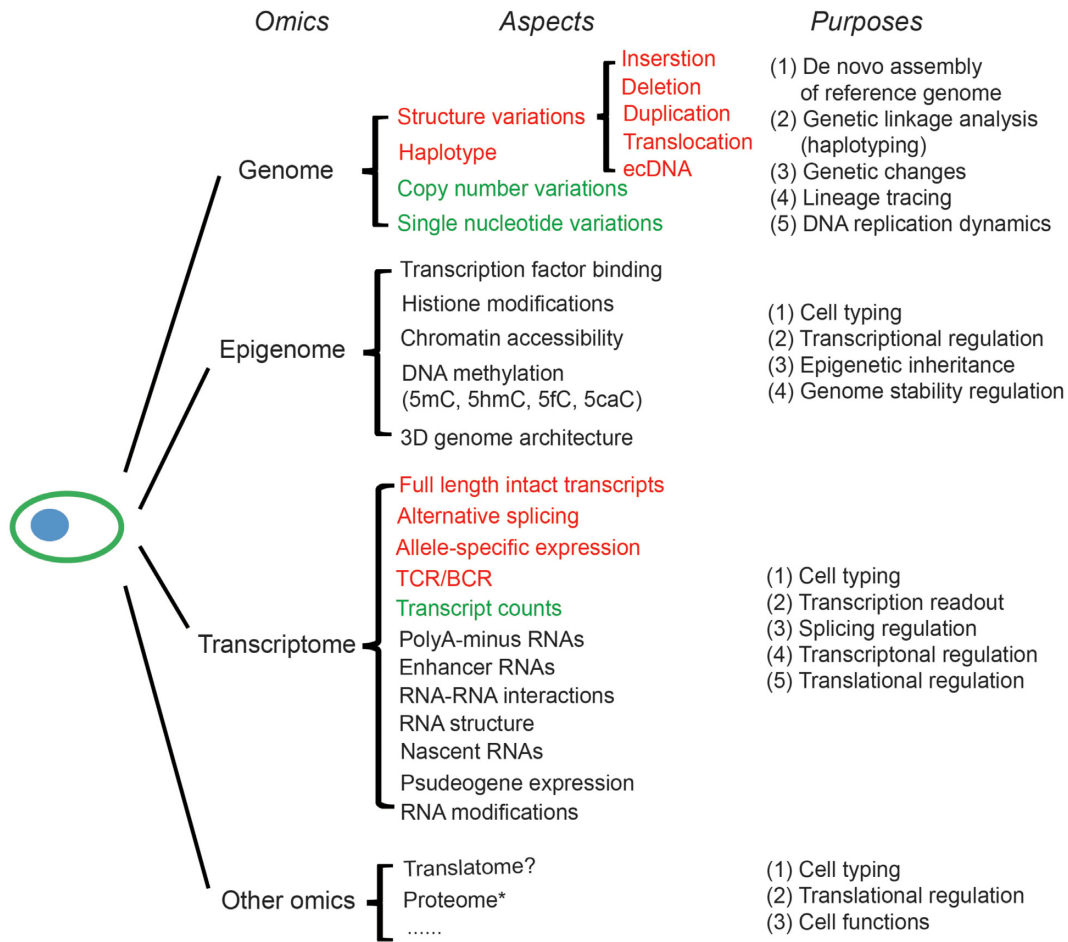 Omics Aspects Purposes
Genome
Structure variations
Haplotype
Copy number variations
Single nucleotide variations
Inserstion
Deletion
Duplication
Translocation
ecDNA
(1) De novo assembly
of reference genome
(2) Genetic linkage analysis
(haplotyping)
(3) Genetic changes
(4) Lineage tracing
(5) DNA replication dynamics
Epigenome
Transcription factor binding
Histione modifications
Chromatin accessibility
DNA methylation
(5mC, 5hmC, 5fC, 5caC)
3D genome architecture
(1) Cell typing
(2) Transcriptional regulation
(3) Epigenetic inheritance
(4) Genome stability regulation
Transcriptome
Full length intact transcripts
Alternative splicing
Allele-specific expression
TCR/BCR
Transcript counts
PolyA-minus RNAs
Enhancer RNAs
RNA-RNA interactions
RNA structure
Nascent RNAs
Psudeogene expression
RNA modifications
(1) Cell typing
(2) Transcription readout
(3) Splicing regulation
(4) Transcriptonal regulation
(5) Translational regulation
Other omics
Translatome?
Proteome*
......
(1) Cell typing
(2) Translational regulation
(3) Cell functions